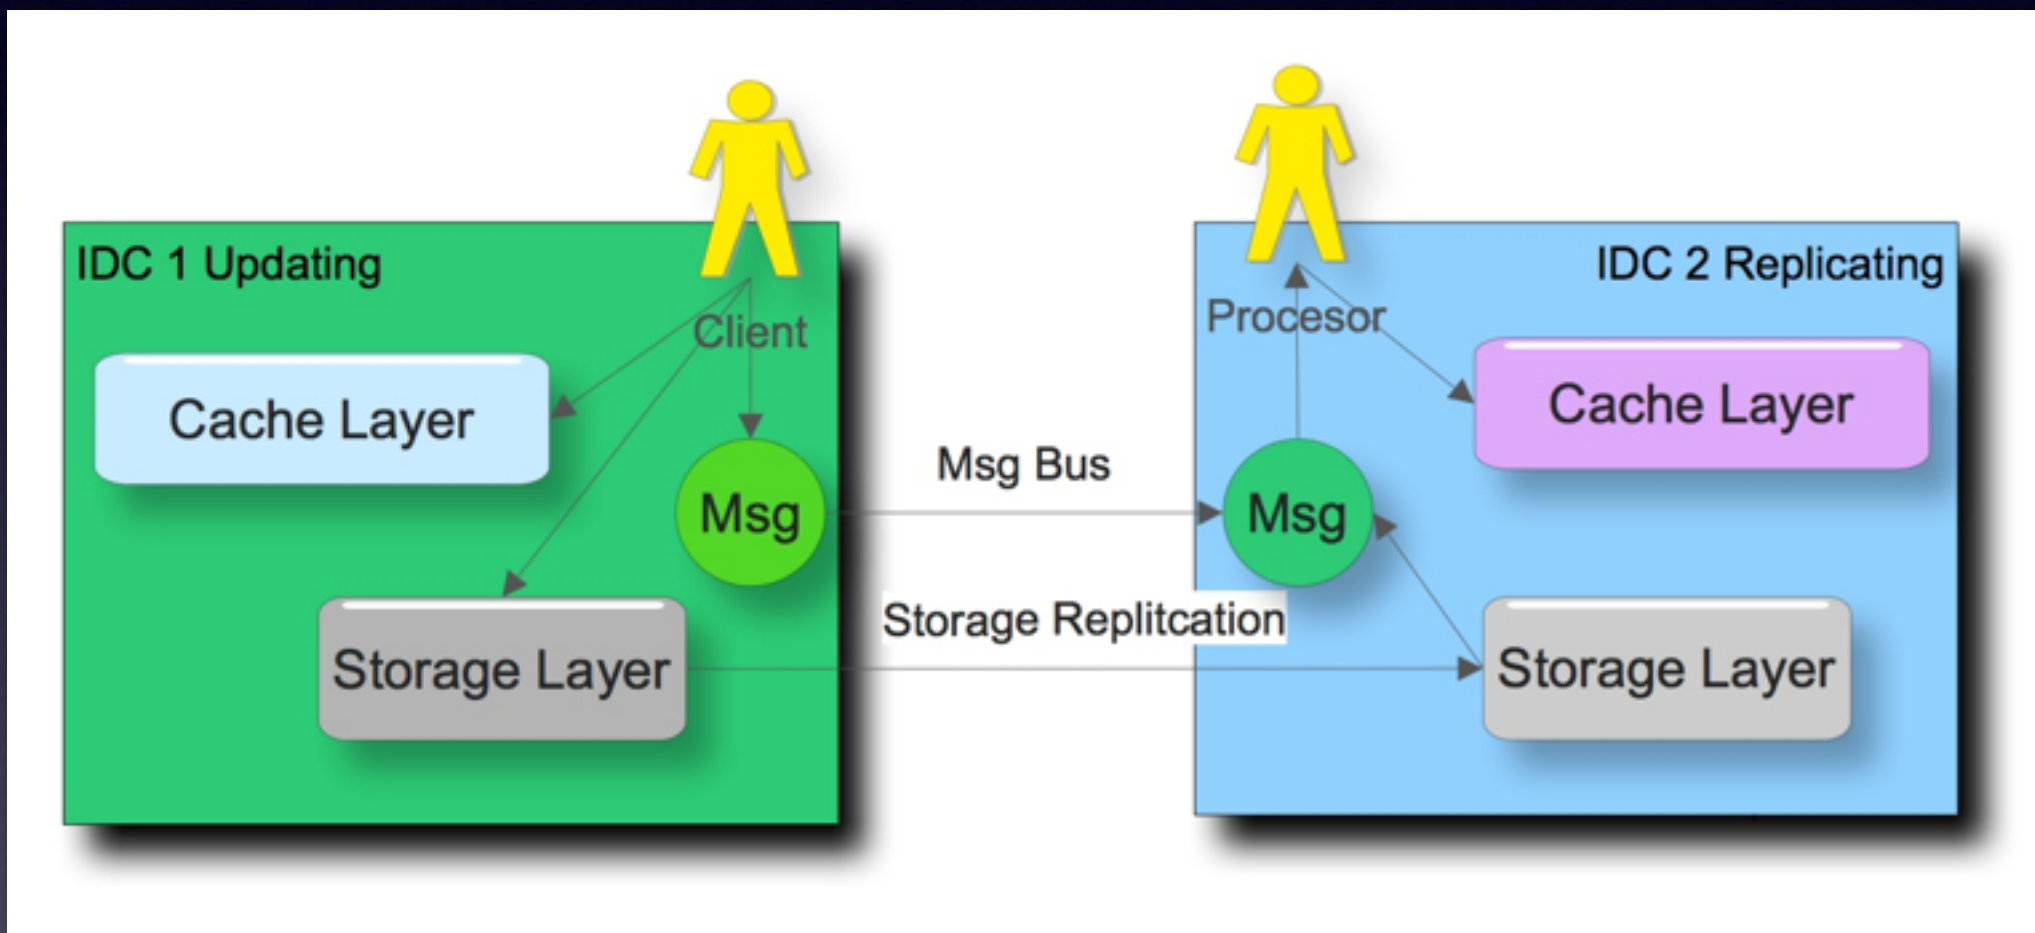 IDC 1 Updating
IDC 2 Replicating
Client
Procesor
Cache Layer
Cache Layer
Msg Bus
Msg
Msg
Storage Replitcation
Storage Layer
Storage Layer